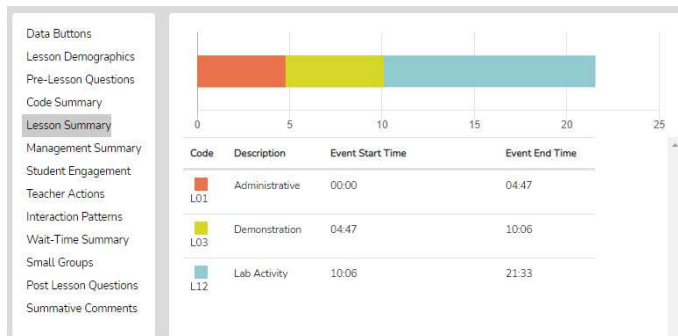 Data Buttons
Lesson Demographics
Pre-Lesson Questions
Code Summary
Lesson Summary
Management Summary
Student Engagement
Teacher Actions
Interaction Patterns
Wait-Time Summary
Small Groups
Post Lesson Questions
Summative Comments
0 5 10 15 20 25
Code Description Event Start Time Event End Time
L01 Administrative 00:00 04:47
L03 Demonstration 04:47 10:06
L12 Lab Activity 10:06 21:33